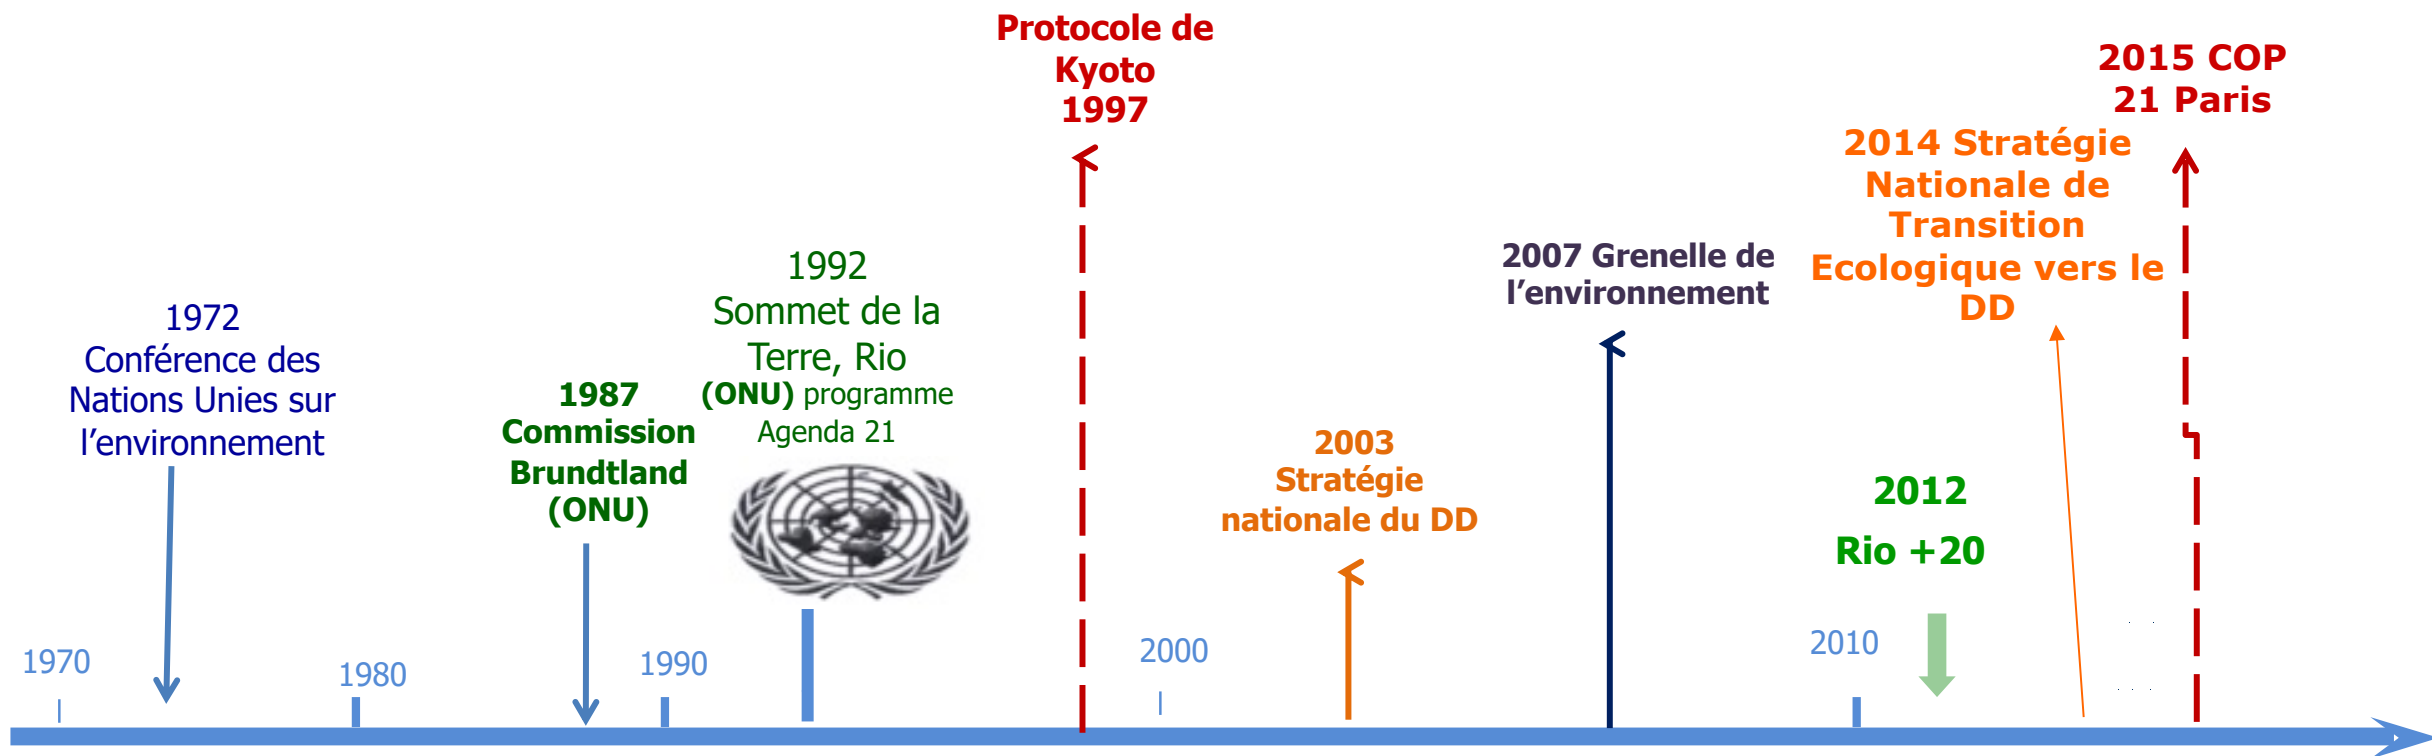 Protocole de
Kyoto
1997
2015 COP
21 Paris
2014 Stratégie
Nationale de
Transition
Ecologique vers le
DD
2007 Grenelle de
l’environnement
1992
Sommet de la
Terre, Rio
(ONU) programme
Agenda 21
1972
Conférence des
Nations Unies sur
l’environnement
1987
Commission
Brundtland
(ONU)
2003
Stratégie
nationale du DD
2012
Rio +20
1970
1980
1990
2000
2010